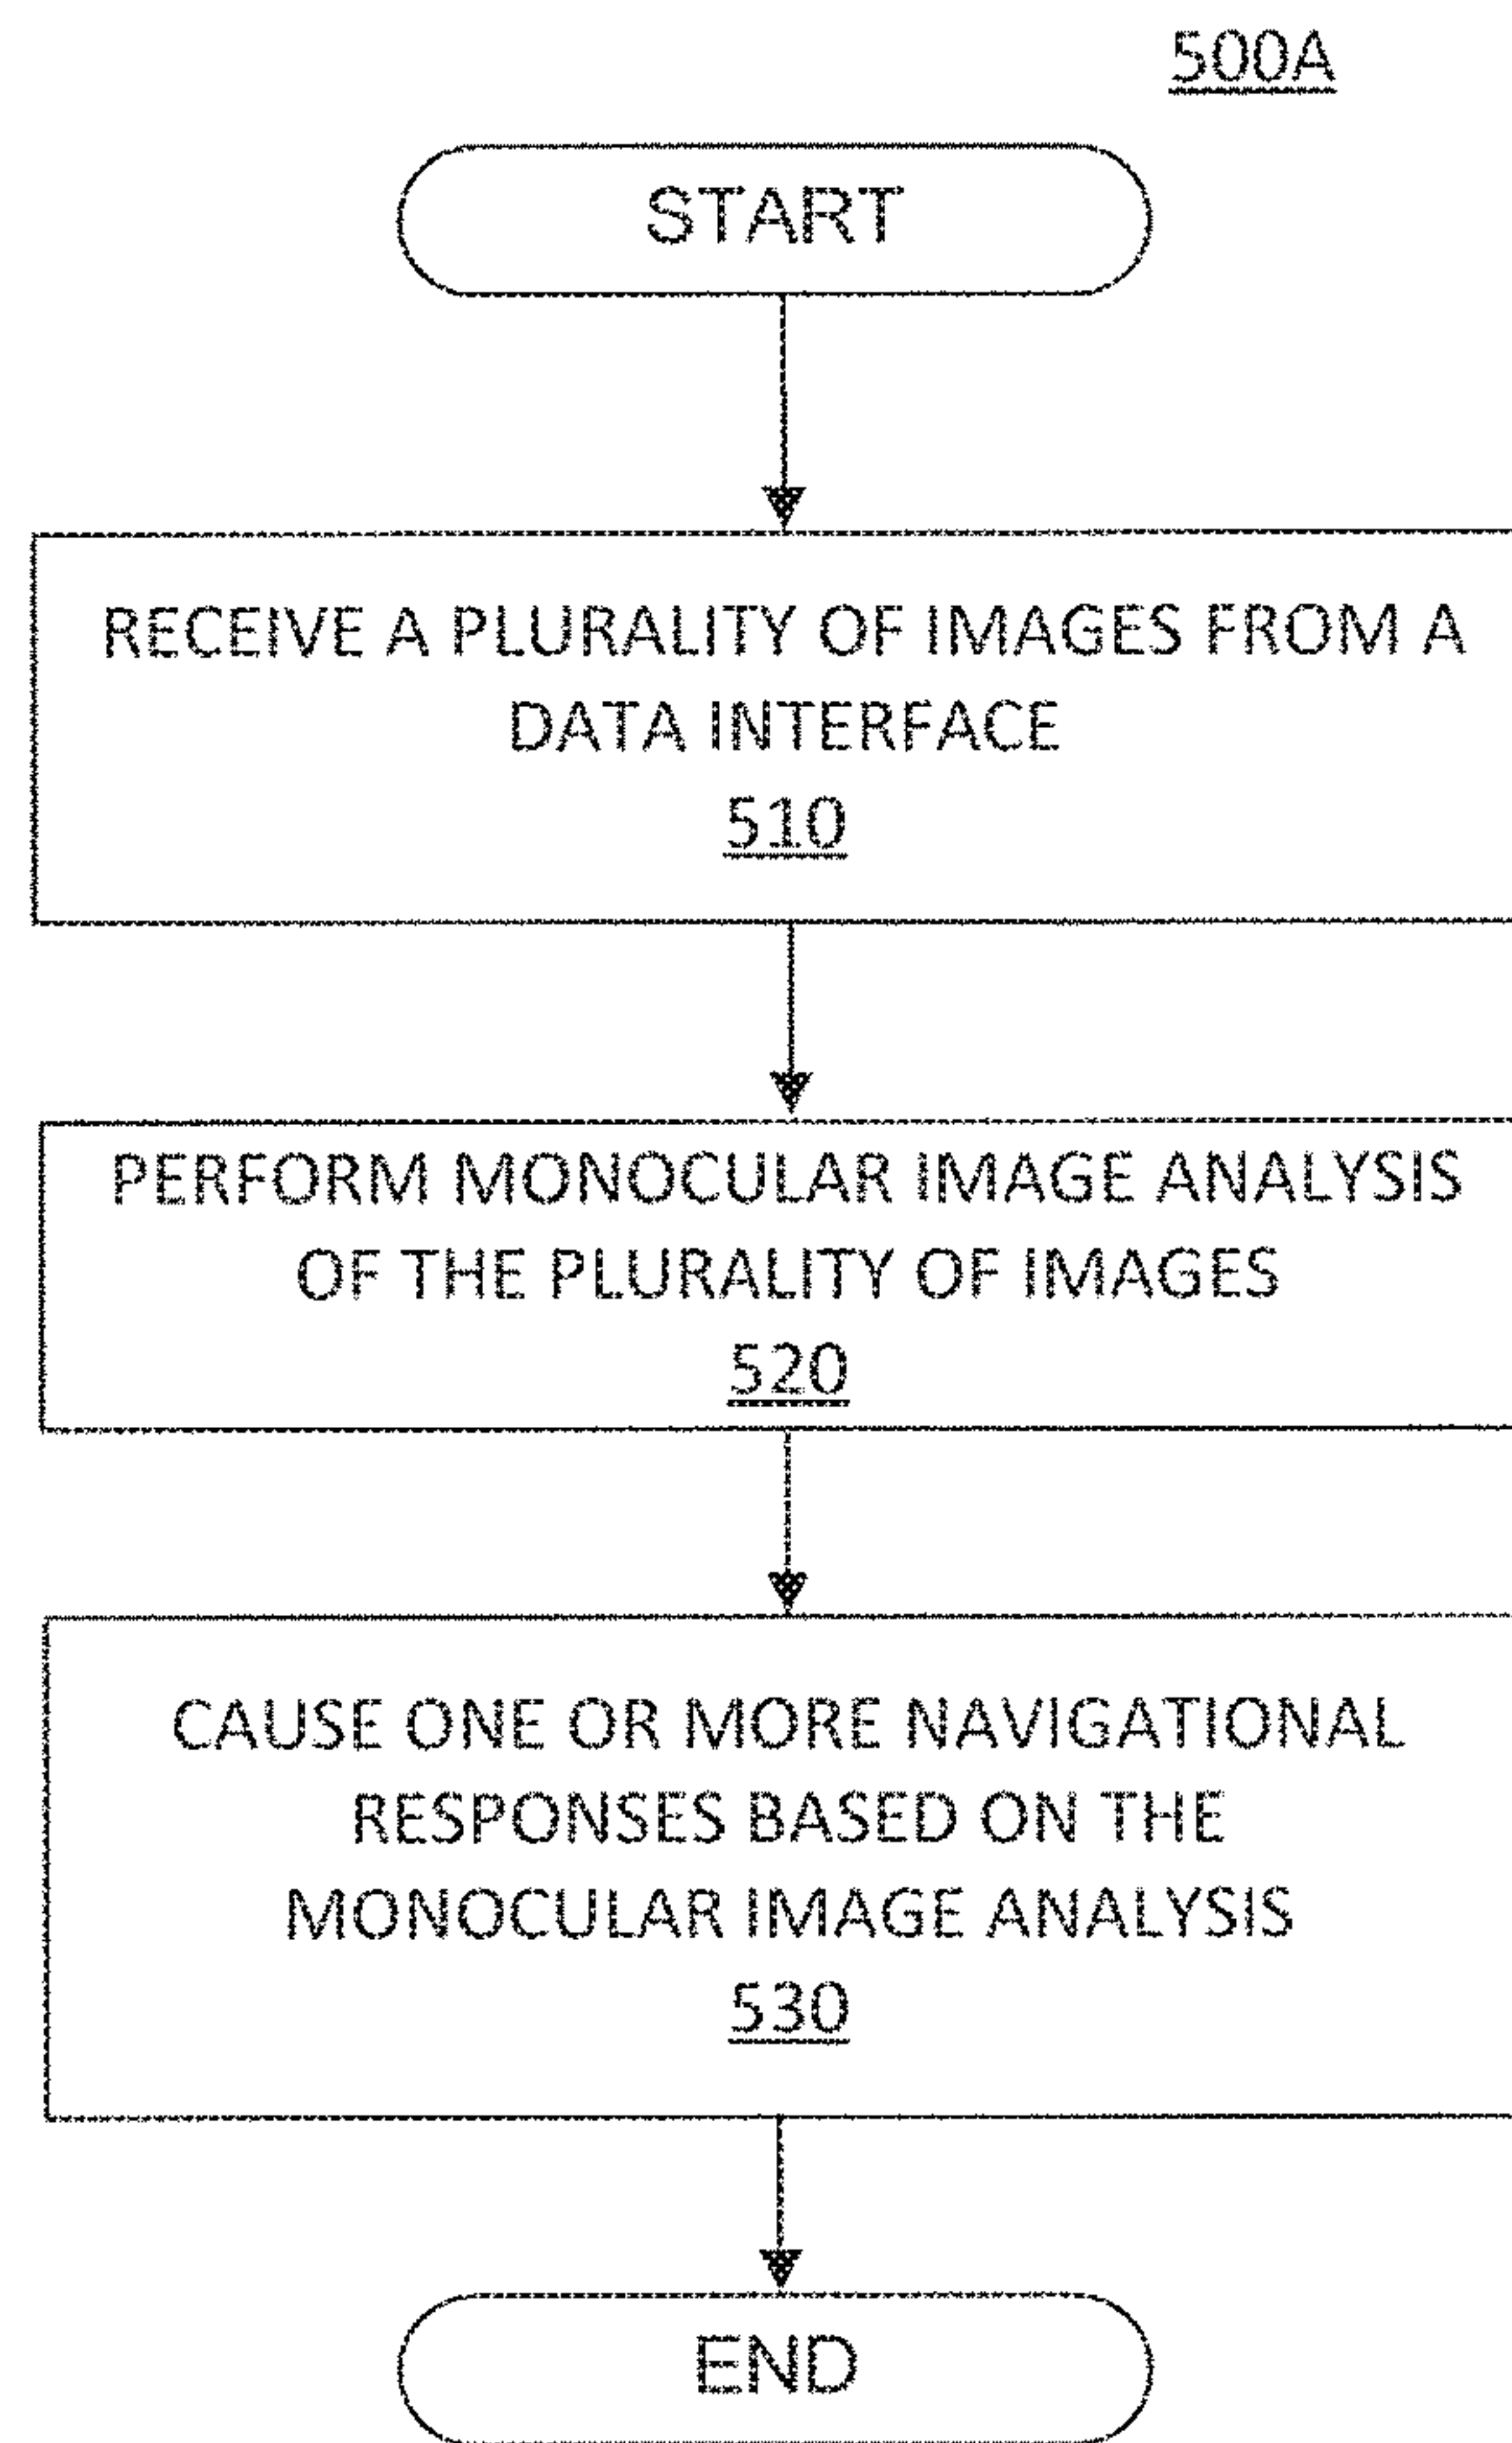 500A
START
RECEIVE A PLURALITY OF IMAGES FROM A
DATA INTERFACE
510
PERFORM MONOCULAR IMAGE ANALYSIS
OF THE PLURALITY OF IMAGES
520
CAUSE ONE OR MORE NAVIGATIONAL
RESPONSES BASED ON THE
MONOCULAR IMAGE ANALYSIS
530
END